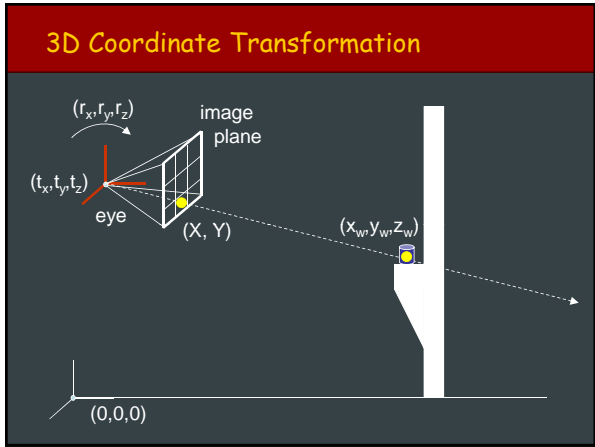 3D Coordinate Transformation
(rx,ry,rz)
image
plane
(tx,ty,tz)
eye
(X, Y)
(xw,yw,zw)
(0,0,0)